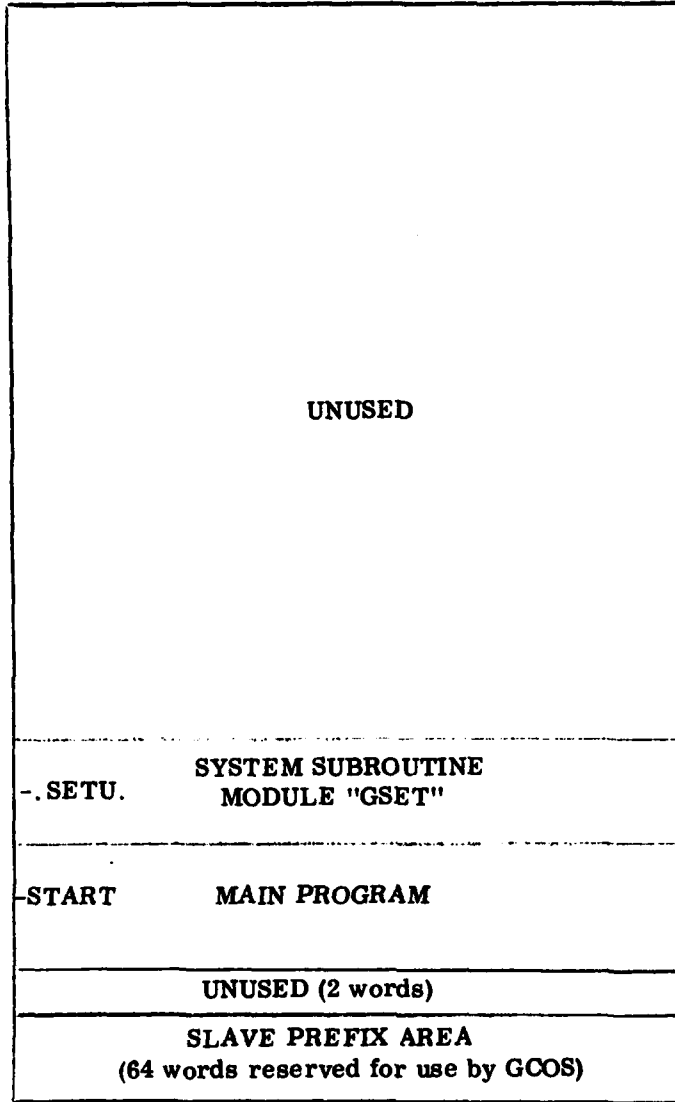 UNUSED
SYSTEM SUBROUTINE
-.SETU. MODULE "GSET"
-START MAIN PROGRAM
UNUSED (2 words)
SLAVE PREFIX AREA
(64 words reserved for use by GCOS)